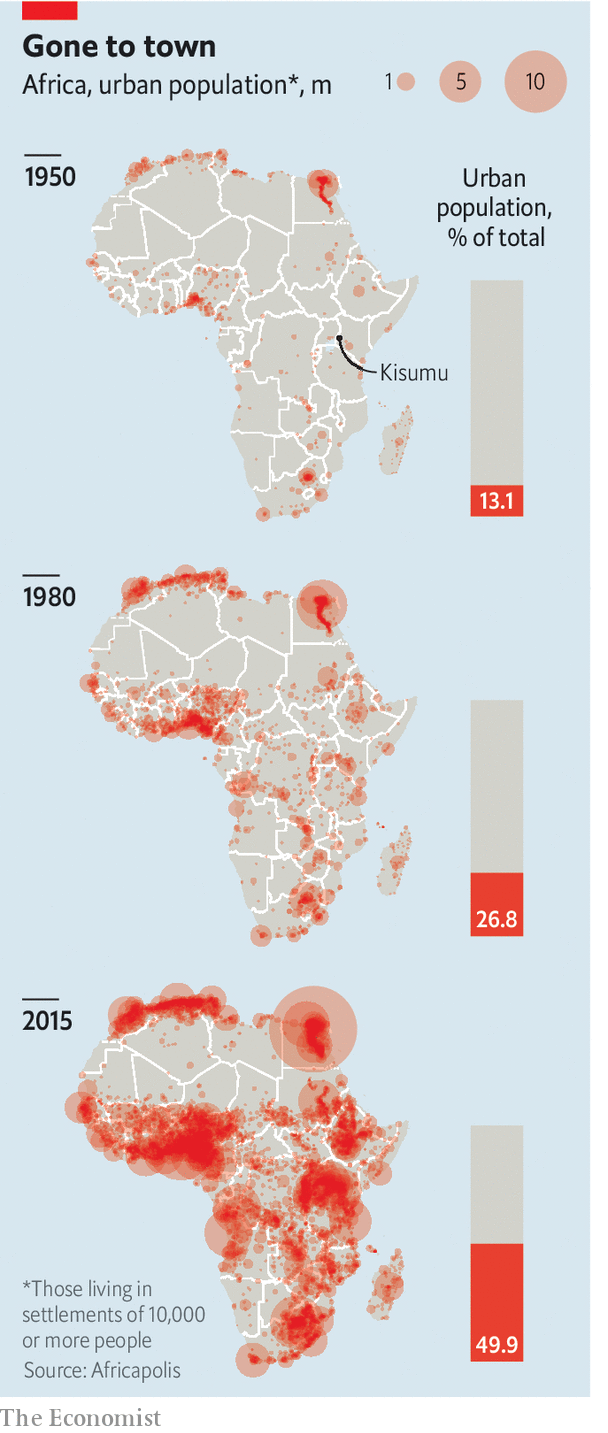 Gone to town
Africa, urban population*, m
1 5 10
1950
Urban
population,
% of total
Kisumu
13.1
1980
26.8
2015
49.9
*Those living in
settlements of 10,000
or more people
Source: Africapolis
The Economist